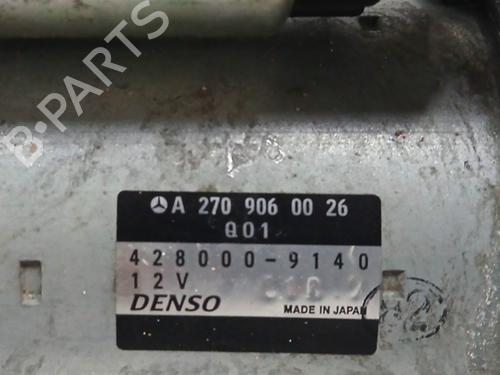 B-PARTS
A 270 906 00 26
Q01
428000-9140
12V
DENSO
MADE IN JAPAN